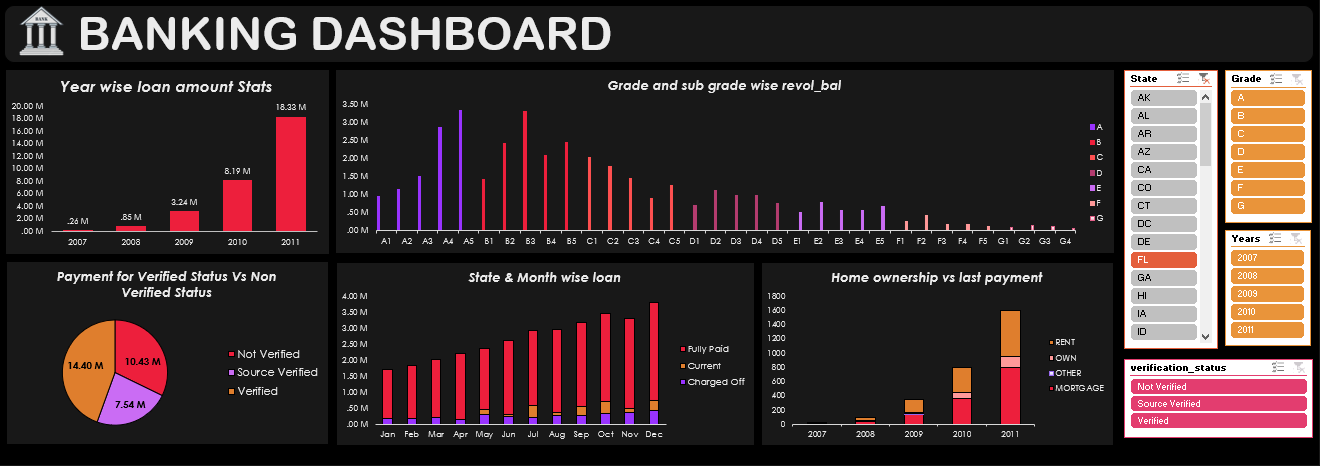 BANK
BANKING DASHBOARD
Year wise loan amount Stats
20.00 M
18.00 M
16.00 M
14.00 M
12.00 M
10.00 M
8.00 M
6.00 M
4.00 M
2.00 M
.00 M
.26 M
.85 M
3.24 M
8.19 M
18.33 M
2007 2008 2009 2010 2011
Grade and sub grade wise revol_bal
3.50 M
3.00 M
2.50 M
2.00 M
1.50 M
1.00 M
.50 M
.00 M
A1 A2 A3 A4 A5 B1 B2 B3 B4 B5 C1 C2 C3 C4 C5 D1 D2 D3 D4 D5 E1 E2 E3 E4 E5 F1 F2 F3 F4 F5 G1 G2 G3 G4
A
B
C
D
E
F
G
State
AK
AL
AR
AZ
CA
CO
CT
DC
DE
FL
GA
HI
IA
ID
Grade
A
B
C
D
E
F
G
Years
2007
2008
2009
2010
2011
Payment for Verified Status Vs Non
Verified Status
14.40 M
10.43 M
7.54 M
Not Verified
Source Verified
Verified
State & Month wise loan
4.00 M
3.50 M
3.00 M
2.50 M
2.00 M
1.50 M
1.00 M
.50 M
.00 M
Jan Feb Mar Apr May Jun Jul Aug Sep Oct Nov Dec
Fully Paid
Current
Charged Off
Home ownership vs last payment
1800
1600
1400
1200
1000
800
600
400
200
0
2007 2008 2009 2010 2011
RENT
OWN
OTHER
MORTGAGE
verification_status
Not Verified
Source Verified
Verified